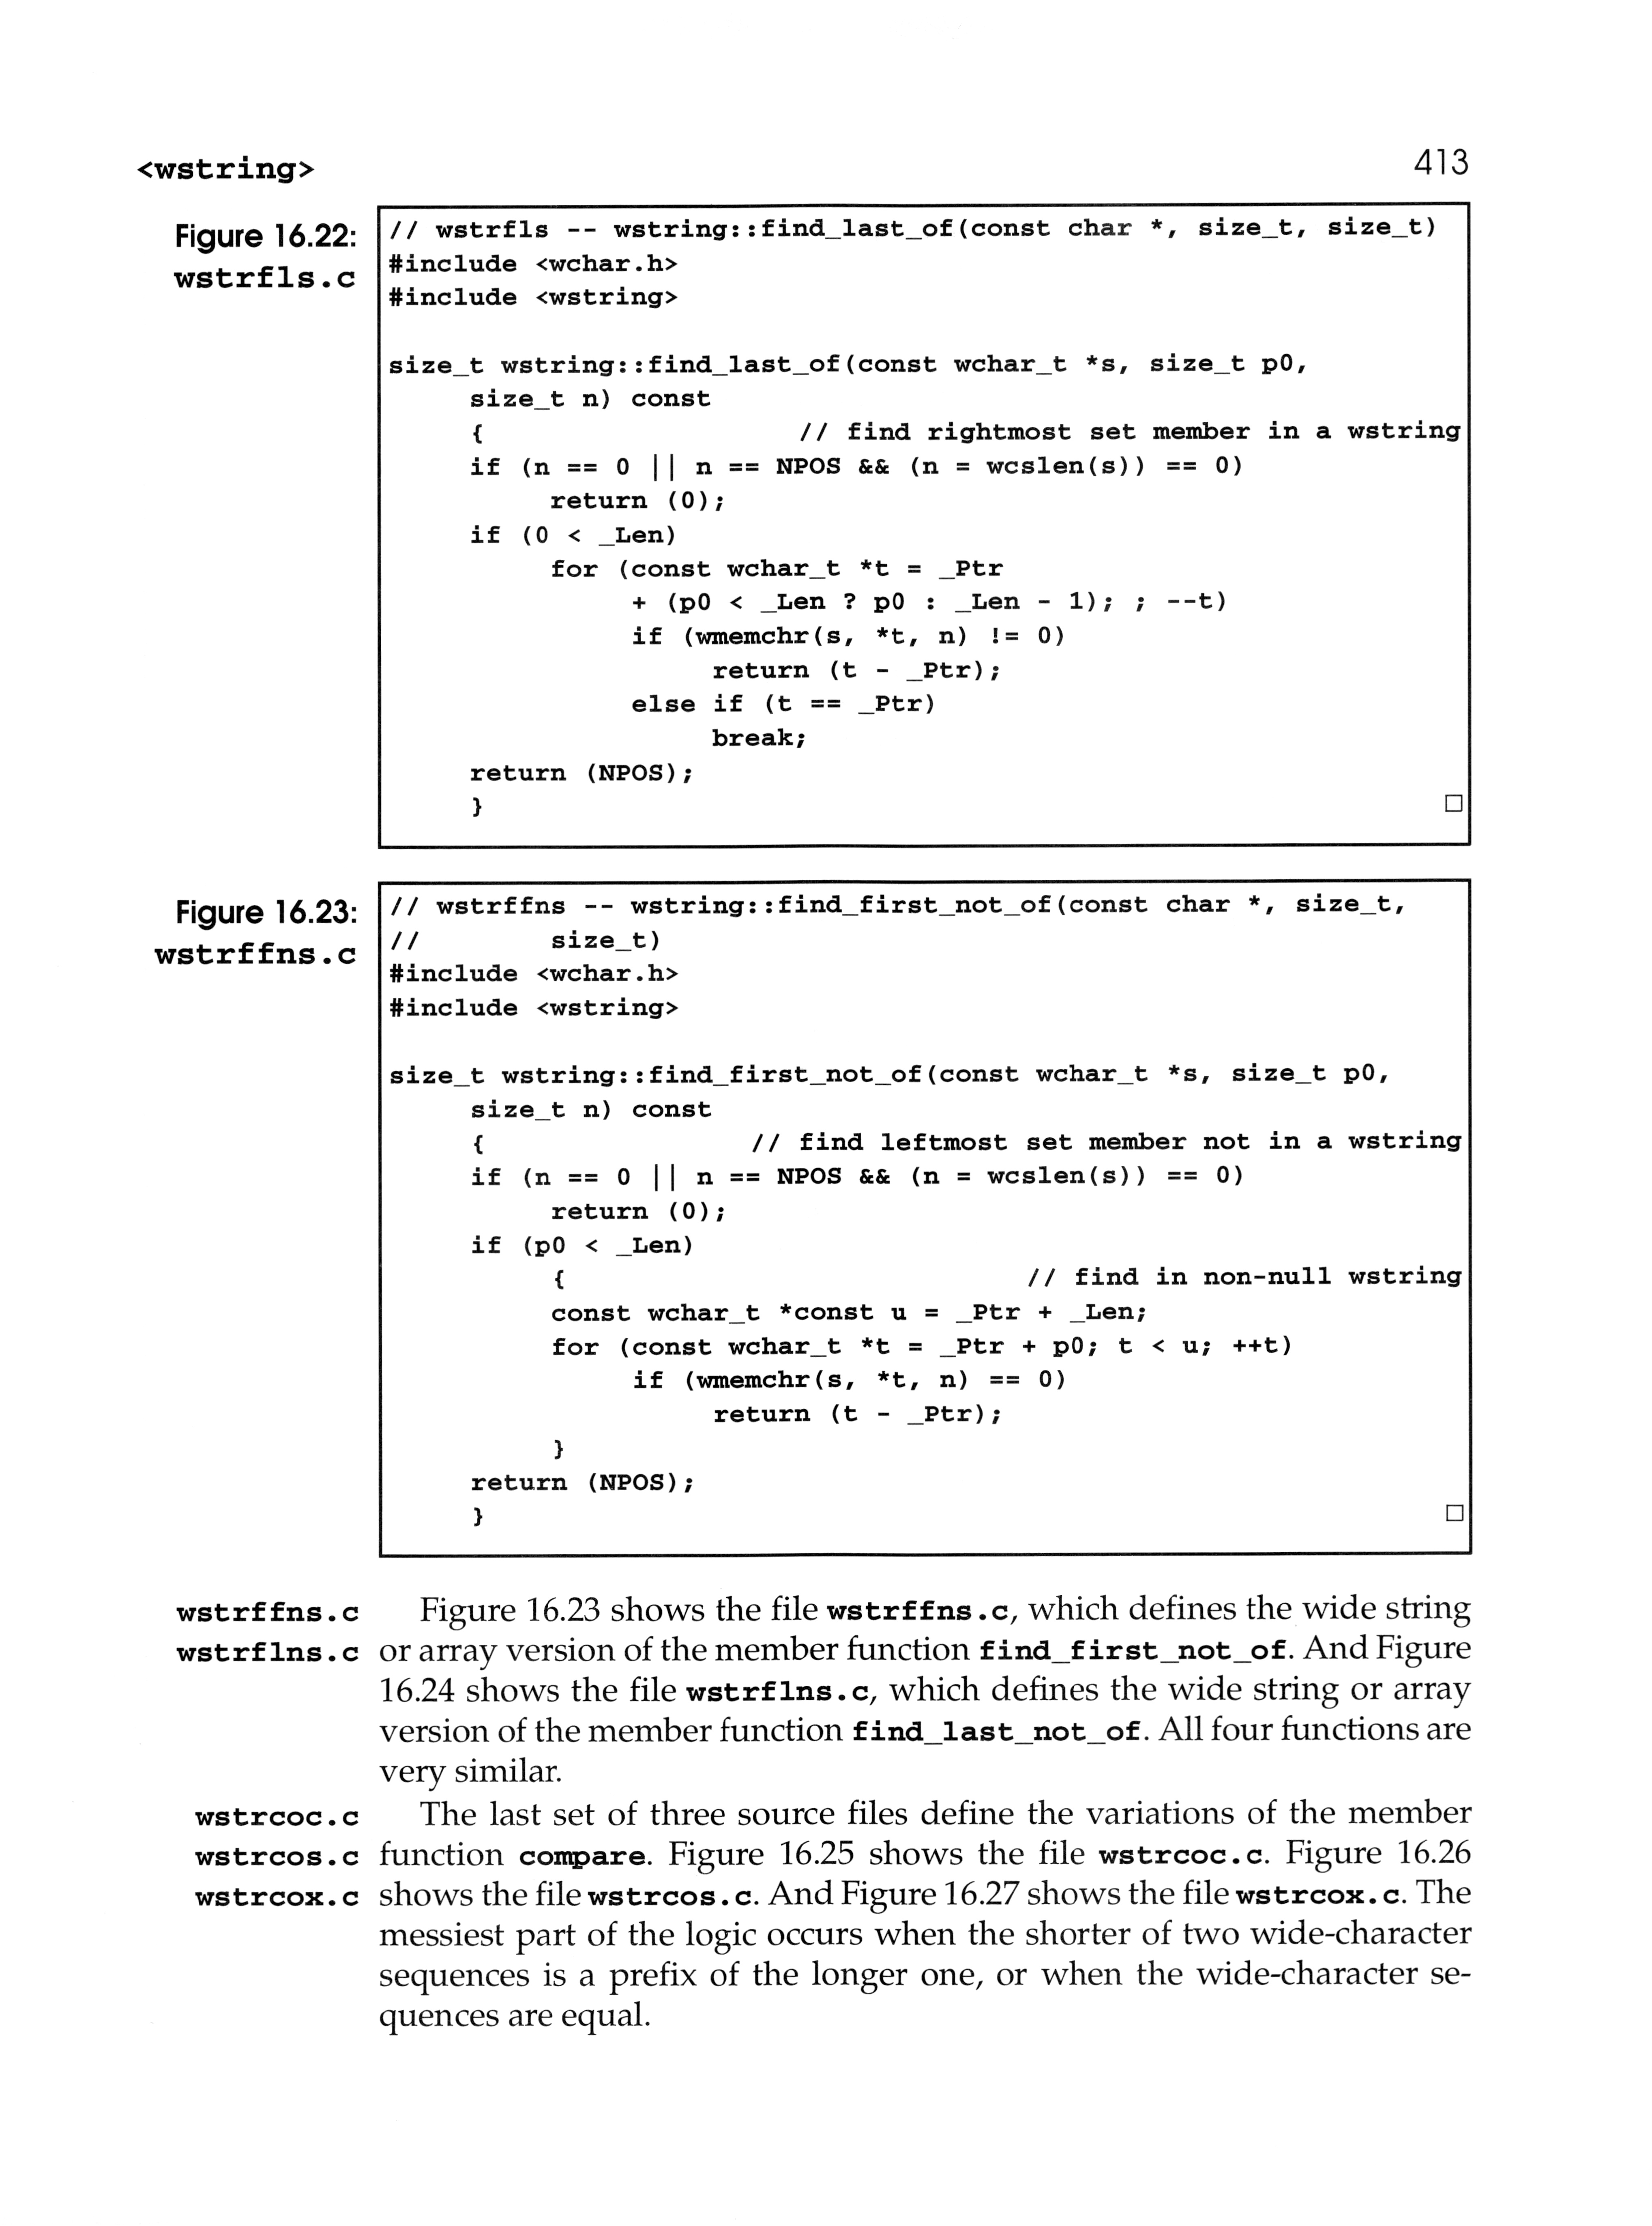 <wstring> 413
Figure 16.22:
wstrfls.c
// wstrfls -- wstring::find_last_of(const char *, size_t, size_t)
#include <wchar.h>
#include <wstring>

size_t wstring::find_last_of(const wchar_t *s, size_t p0,
     size_t n) const
     {                    // find rightmost set member in a wstring
     if (n == 0 || n == NPOS && (n = wcslen(s)) == 0)
          return (0);
     if (0 < _Len)
          for (const wchar_t *t = _Ptr
               + (p0 < _Len ? p0 : _Len - 1); ; --t)
               if (wmemchr(s, *t, n) != 0)
                    return (t - _Ptr);
               else if (t == _Ptr)
                    break;
     return (NPOS);
     }
□
Figure 16.23:
wstrffns.c
// wstrffns -- wstring::find_first_not_of(const char *, size_t,
//        size_t)
#include <wchar.h>
#include <wstring>

size_t wstring::find_first_not_of(const wchar_t *s, size_t p0,
     size_t n) const
     {                 // find leftmost set member not in a wstring
     if (n == 0 || n == NPOS && (n = wcslen(s)) == 0)
          return (0);
     if (p0 < _Len)
          {                             // find in non-null wstring
          const wchar_t *const u = _Ptr + _Len;
          for (const wchar_t *t = _Ptr + p0; t < u; ++t)
               if (wmemchr(s, *t, n) == 0)
                    return (t - _Ptr);
          }
     return (NPOS);
     }
□
wstrffns.c
wstrflns.c
Figure 16.23 shows the file wstrffns.c, which defines the wide string
or array version of the member function find_first_not_of. And Figure
16.24 shows the file wstrflns.c, which defines the wide string or array
version of the member function find_last_not_of. All four functions are
very similar.
wstrcoc.c
wstrcos.c
wstrcox.c
The last set of three source files define the variations of the member
function compare. Figure 16.25 shows the file wstrcoc.c. Figure 16.26
shows the file wstrcos.c. And Figure 16.27 shows the file wstrcox.c. The
messiest part of the logic occurs when the shorter of two wide-character
sequences is a prefix of the longer one, or when the wide-character se-
quences are equal.